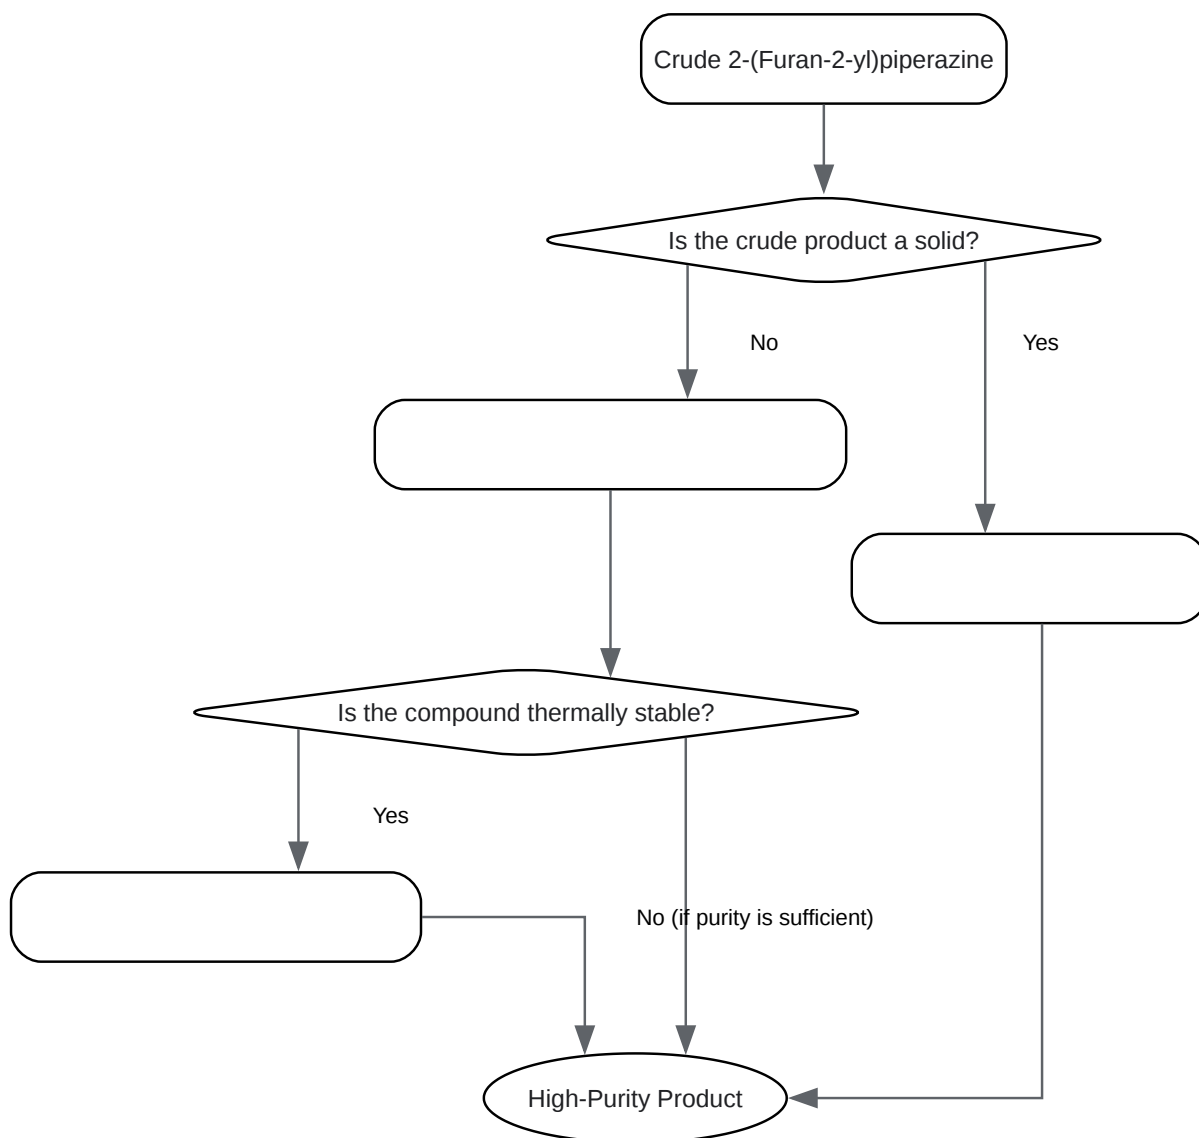 Crude 2-(Furan-2-yl)piperazine
Is the crude product a solid?
No
Yes
Is the compound thermally stable?
Yes
No (if purity is sufficient)
High-Purity Product